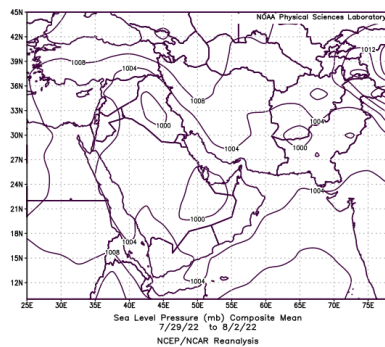 NOAA Physical Sciences Laboratory
45N
42N
39N
36N
33N
30N
27N
24N
21N
18N
15N
12N
1012
1008
1004
1008
1000
1004
1004
1000
1004
1000
1004
1008
1004
25E 30E 35E 40E 45E 50E 55E 60E 65E 70E 75E
Sea Level Pressure (mb) Composite Mean
7/29/22 to 8/2/22
NCEP/NCAR Reanalysis